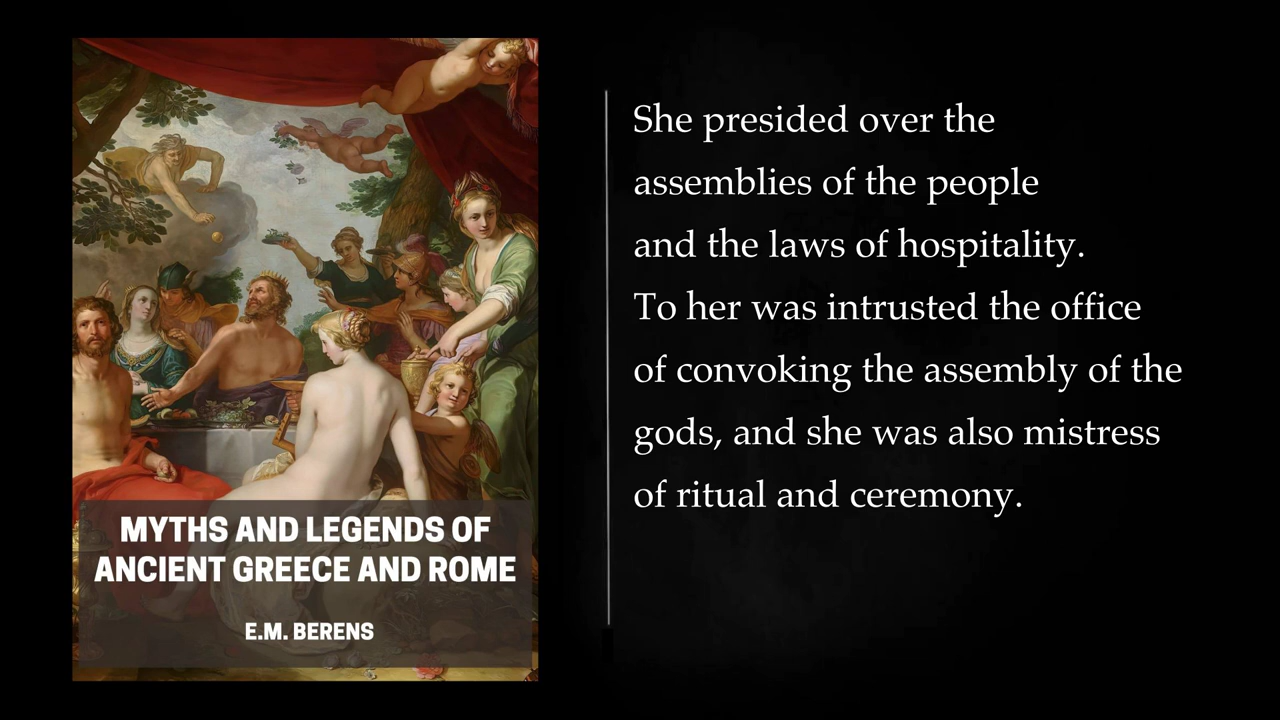 MYTHS AND LEGENDS OF
ANCIENT GREECE AND ROME
E.M. BERENS
She presided over the
assemblies of the people
and the laws of hospitality.
To her was intrusted the office
of convoking the assembly of the
gods, and she was also mistress
of ritual and ceremony.